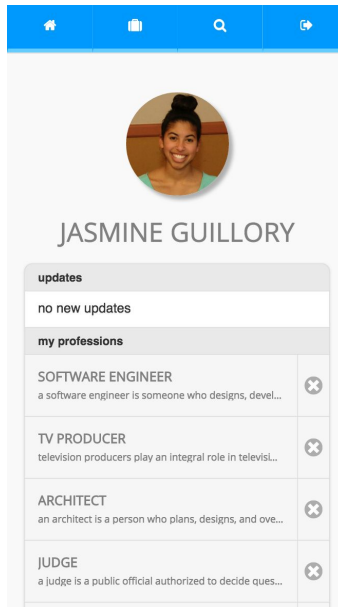 JASMINE GUILLORY
updates
no new updates
my professions
SOFTWARE ENGINEER
a software engineer is someone who designs, devel...
TV PRODUCER
television producers play an integral role in televisi...
ARCHITECT
an architect is a person who plans, designs, and ove...
JUDGE
a judge is a public official authorized to decide ques...